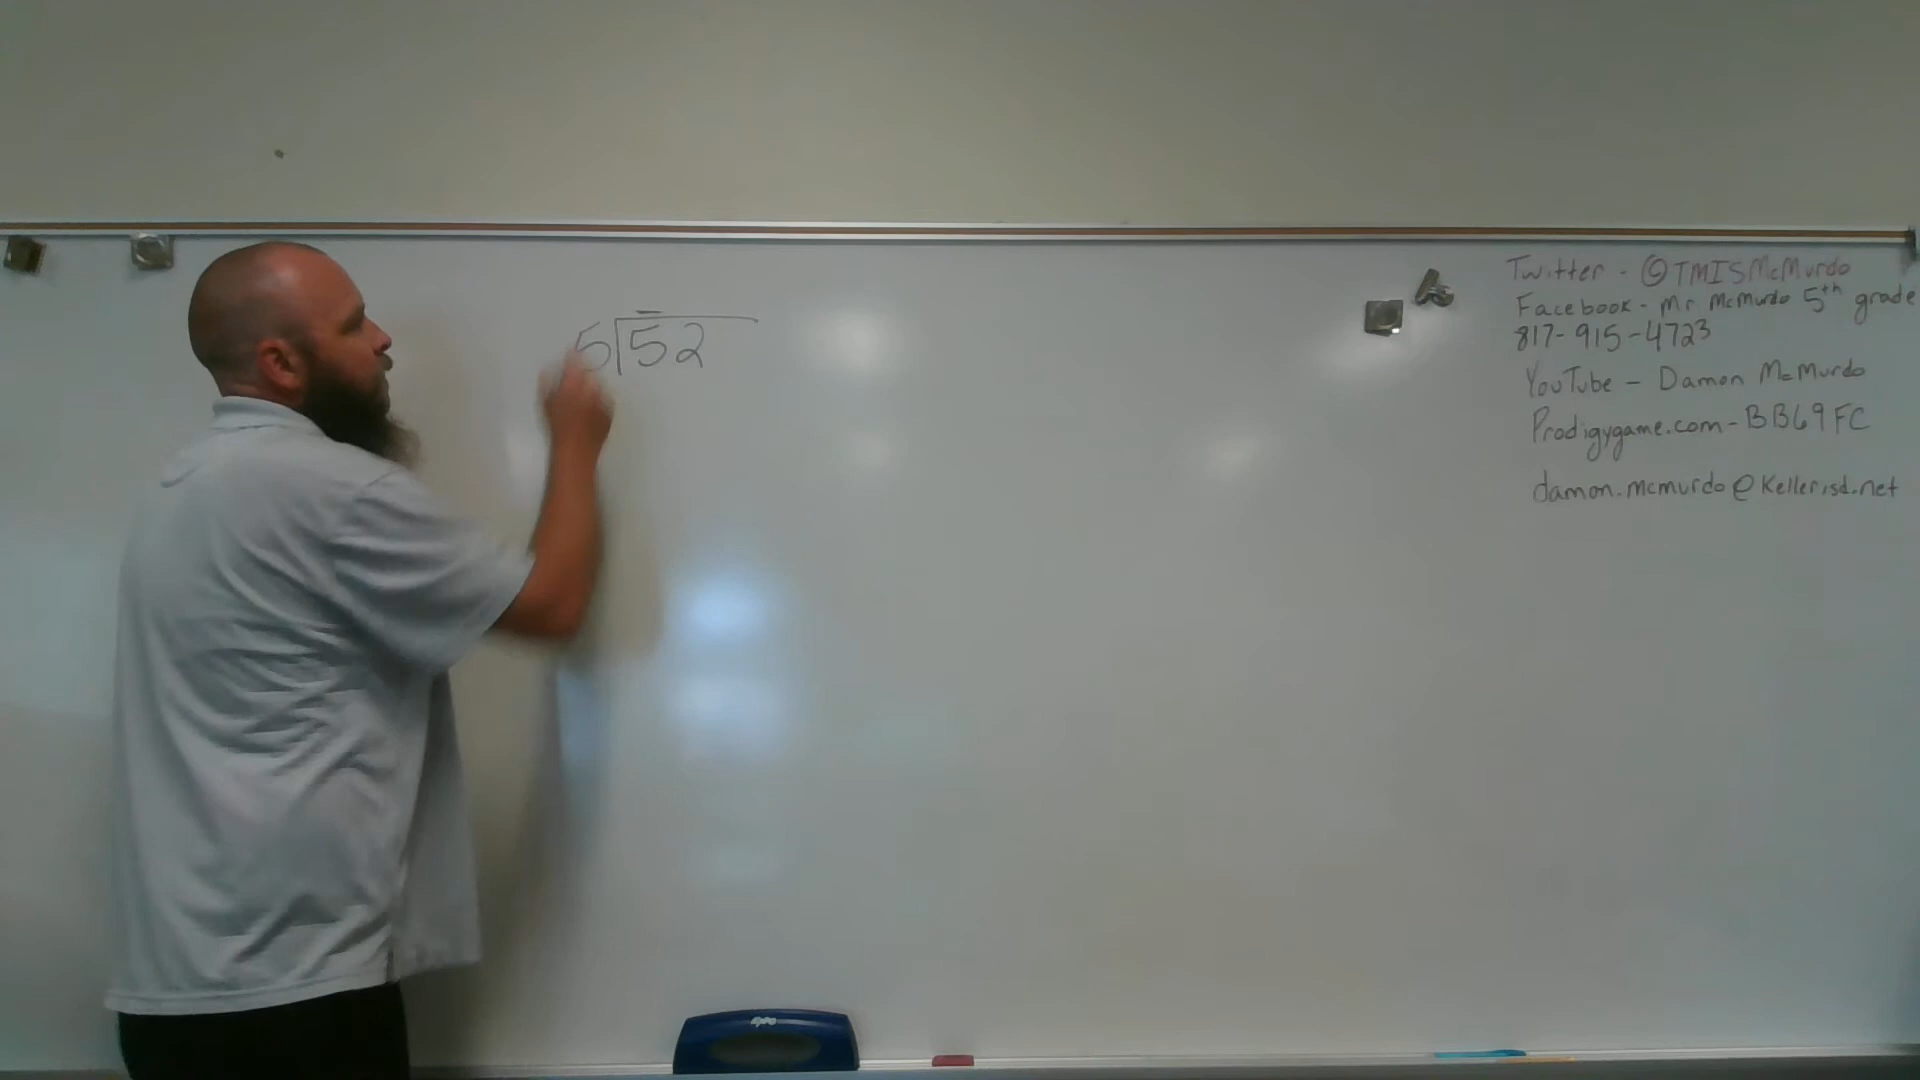 5)52
Twitter - @TMISMcMurdo
Facebook - Mr McMurdo 5th grade
817-915-4723
YouTube - Damon McMurdo
Prodigygame.com - BB69FC
damon.mcmurdo@kellerisd.net
expo